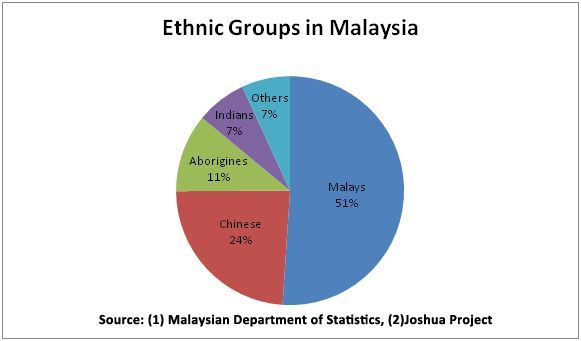 Ethnic Groups in Malaysia
Others
7%
Indians
7%
Aborigines
11%
Malays
51%
Chinese
24%
Source: (1) Malaysian Department of Statistics, (2)Joshua Project